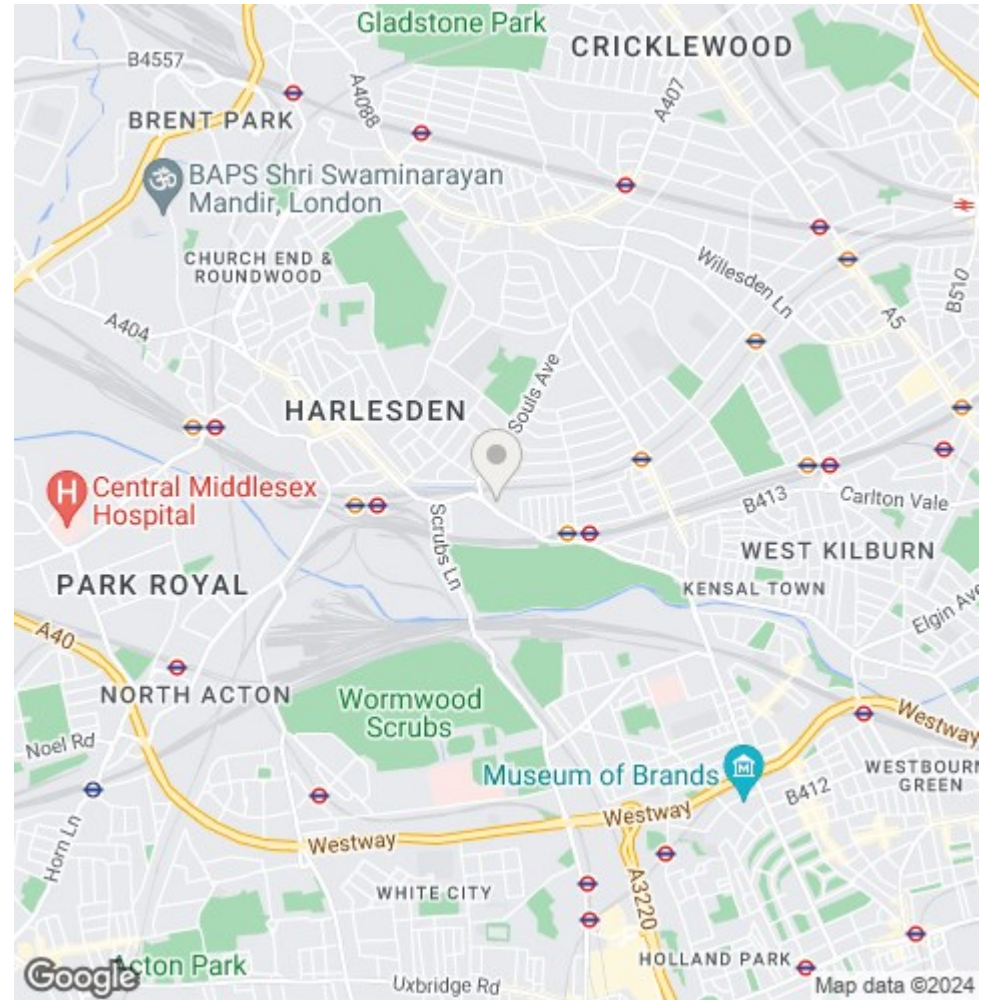 Gladstone Park
CRICKLEWOOD
B4557
A4088
A407
BRENT PARK
BAPS Shri Swaminarayan
Mandir, London
CHURCH END &
ROUNDWOOD
Willesden Ln
B510
A5
A404
Souls Ave
HARLESDEN
H
Central Middlesex
Hospital
Scrubs Ln
B413
Carlton Vale
WEST KILBURN
PARK ROYAL
KENSAL TOWN
Elgin Ave
A40
NORTH ACTON
Wormwood
Scrubs
Westway
Noel Rd
Museum of Brands
M
WESTBOURN
GREEN
B412
Horn Ln
Westway
Westway
WHITE CITY
A3220
HOLLAND PARK
Acton Park
Google
Uxbridge Rd
Map data ©2024